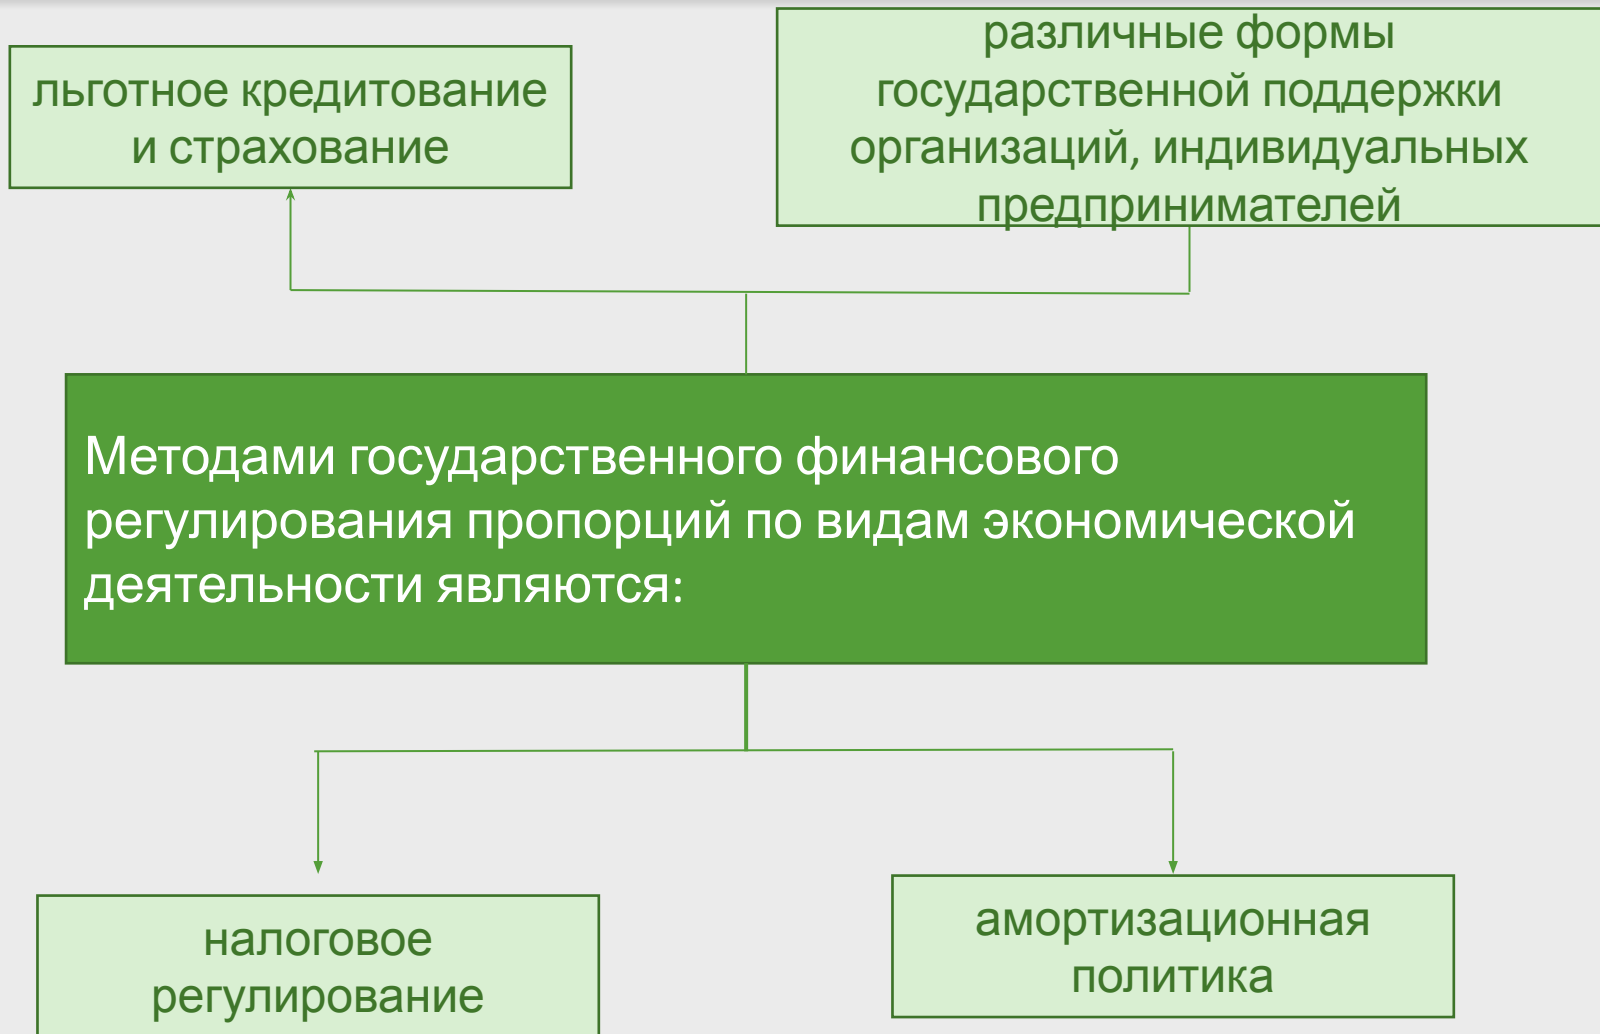 льготное кредитование
и страхование
различные формы
государственной поддержки
организаций, индивидуальных
предпринимателей
Методами государственного финансового
регулирования пропорций по видам экономической
деятельности являются:
налоговое
регулирование
амортизационная
политика